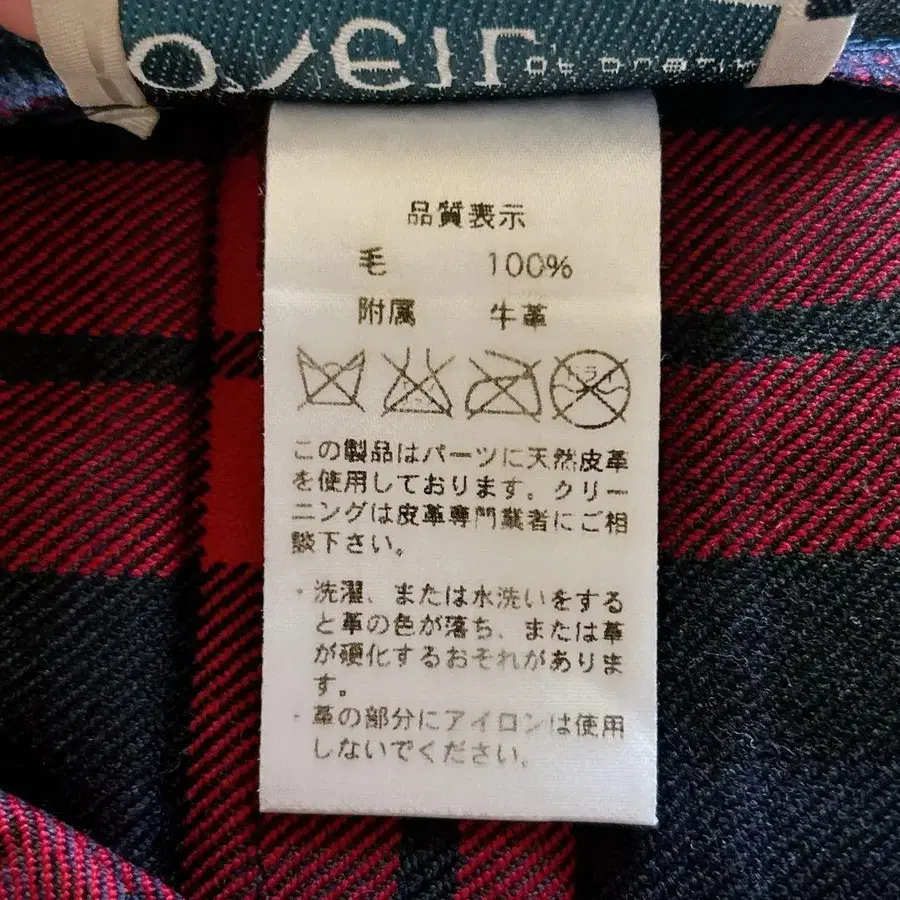 O'NEIL
品質表示
毛 100%
附属 牛革
ドライ
この製品はパーツに天然皮革
を使用しております。クリー
ニングは皮革専門業者にご相
談下さい。
・洗濯、または水洗いをする
と革の色が落ち、または革
が硬化するおそれがありま
す。
・革の部分にアイロンは使用
しないでください。